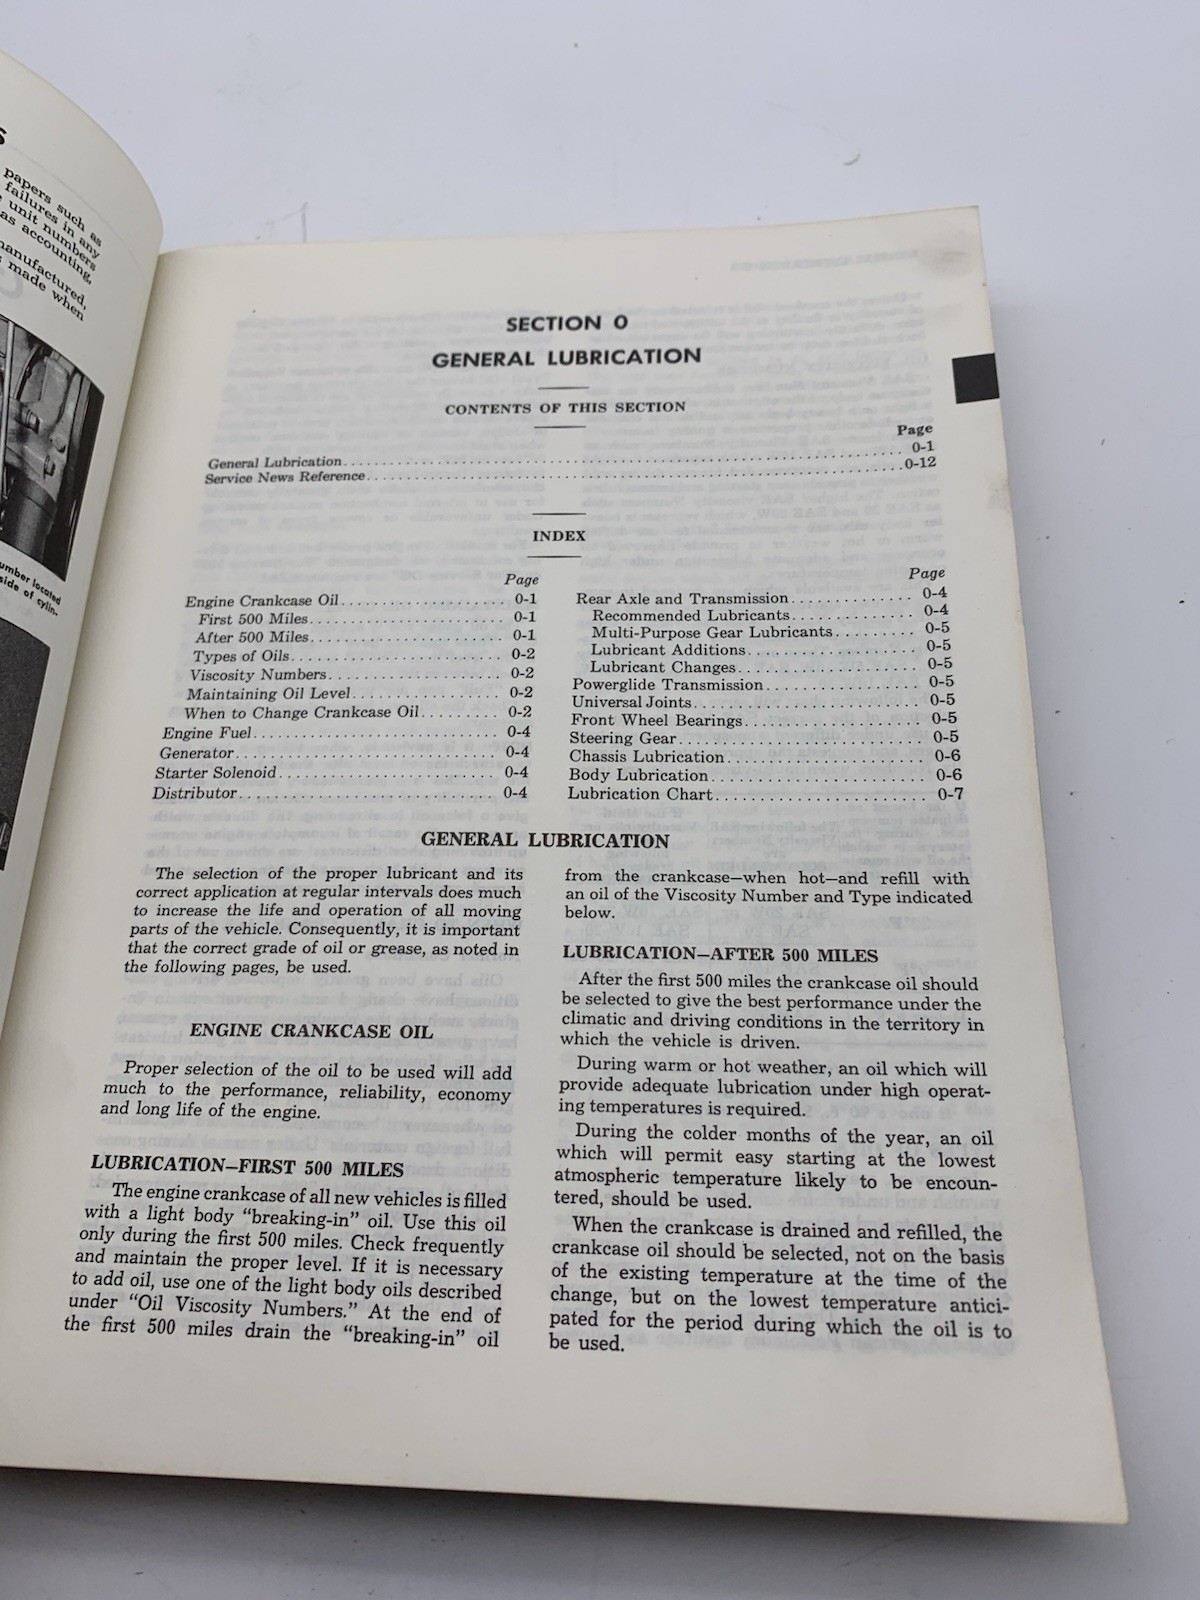 S
papers such as
failures in any
unit numbers
as accounting,
manufactured,
made when
umber located
side of cylin-
SECTION 0
GENERAL LUBRICATION
CONTENTS OF THIS SECTION
Page
General Lubrication 0-1
Service News Reference 0-12
INDEX
Page
Engine Crankcase Oil 0-1
First 500 Miles 0-1
After 500 Miles 0-1
Types of Oils 0-2
Viscosity Numbers 0-2
Maintaining Oil Level 0-2
When to Change Crankcase Oil 0-2
Engine Fuel 0-4
Generator 0-4
Starter Solenoid 0-4
Distributor 0-4
Page
Rear Axle and Transmission 0-4
Recommended Lubricants 0-4
Multi-Purpose Gear Lubricants 0-5
Lubricant Additions 0-5
Lubricant Changes 0-5
Powerglide Transmission 0-5
Universal Joints 0-5
Front Wheel Bearings 0-5
Steering Gear 0-5
Chassis Lubrication 0-6
Body Lubrication 0-6
Lubrication Chart 0-7
GENERAL LUBRICATION
The selection of the proper lubricant and its
correct application at regular intervals does much
to increase the life and operation of all moving
parts of the vehicle. Consequently, it is important
that the correct grade of oil or grease, as noted in
the following pages, be used.
ENGINE CRANKCASE OIL
Proper selection of the oil to be used will add
much to the performance, reliability, economy
and long life of the engine.
LUBRICATION—FIRST 500 MILES
The engine crankcase of all new vehicles is filled
with a light body "breaking-in" oil. Use this oil
only during the first 500 miles. Check frequently
and maintain the proper level. If it is necessary
to add oil, use one of the light body oils described
under "Oil Viscosity Numbers." At the end of
the first 500 miles drain the "breaking-in" oil
from the crankcase—when hot—and refill with
an oil of the Viscosity Number and Type indicated
below.
LUBRICATION—AFTER 500 MILES
After the first 500 miles the crankcase oil should
be selected to give the best performance under the
climatic and driving conditions in the territory in
which the vehicle is driven.
During warm or hot weather, an oil which will
provide adequate lubrication under high operat-
ing temperatures is required.
During the colder months of the year, an oil
which will permit easy starting at the lowest
atmospheric temperature likely to be encoun-
tered, should be used.
When the crankcase is drained and refilled, the
crankcase oil should be selected, not on the basis
of the existing temperature at the time of the
change, but on the lowest temperature antici-
pated for the period during which the oil is to
be used.